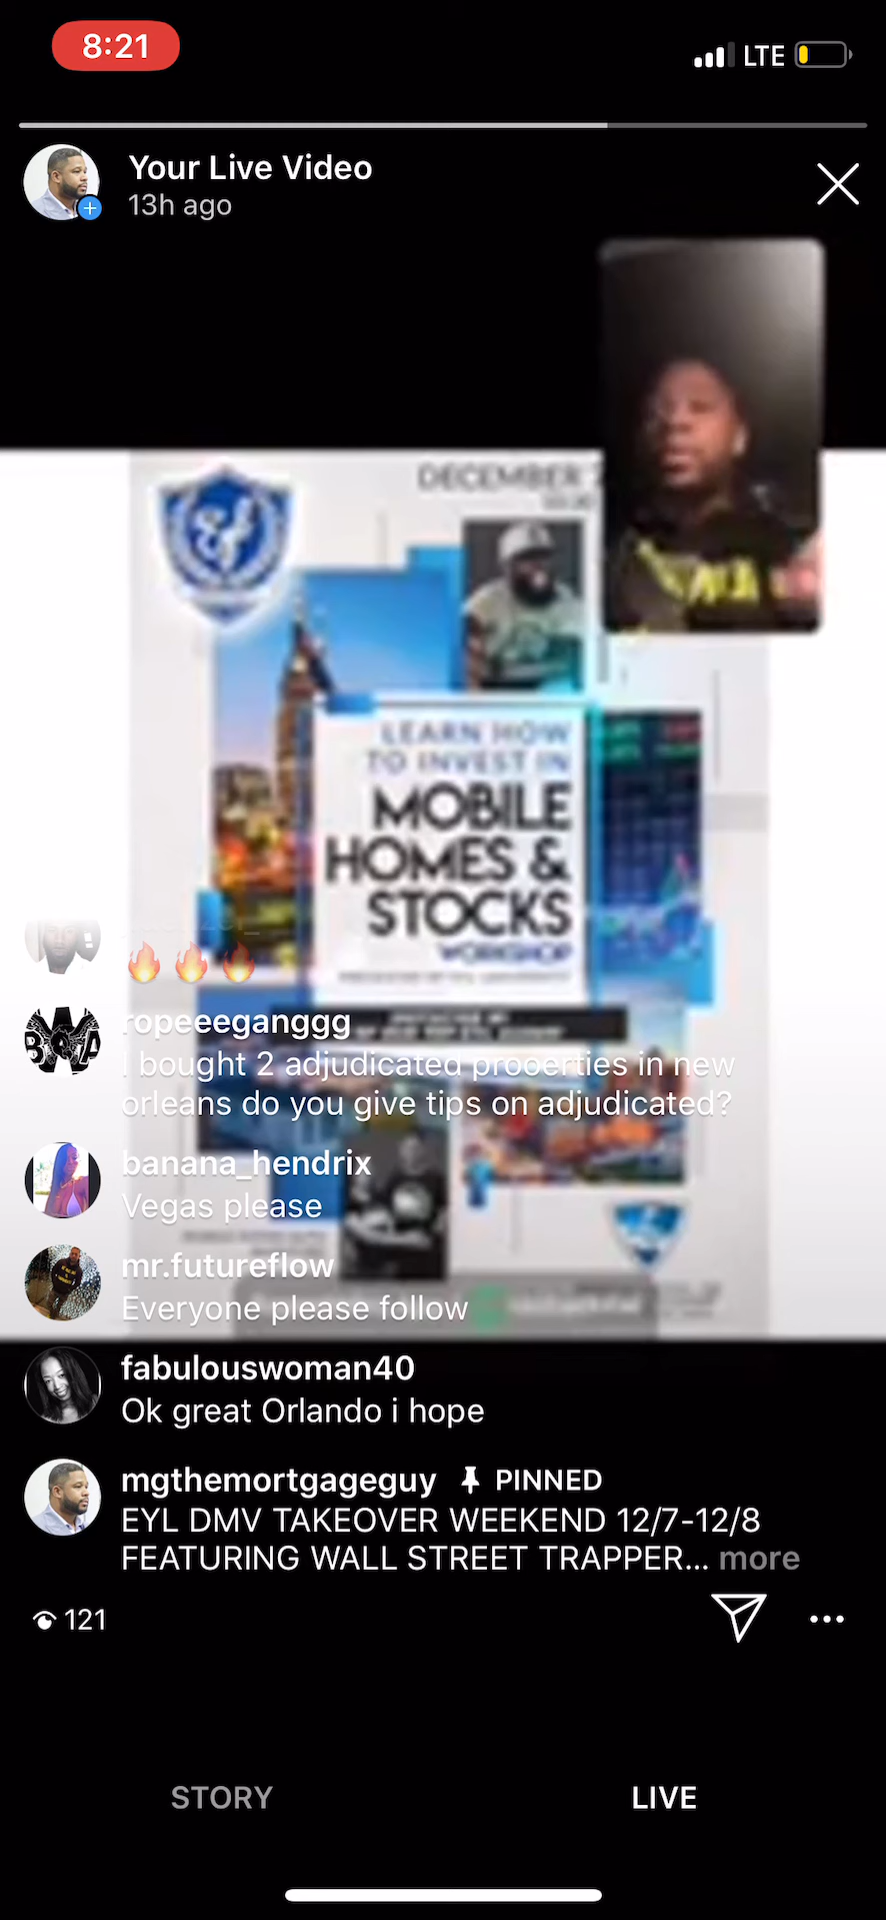 8:21
LTE
Your Live Video
13h ago
DECEMBER
LEARN HOW
TO INVEST IN
MOBILE
HOMES &
STOCKS
WORKSHOP
🔥 🔥 🔥
ropeeeganggg
I bought 2 adjudicated prooerties in new
orleans do you give tips on adjudicated?
banana_hendrix
Vegas please
mr.futureflow
Everyone please follow
fabulouswoman40
Ok great Orlando i hope
mgthemortgageguy PINNED
EYL DMV TAKEOVER WEEKEND 12/7-12/8
FEATURING WALL STREET TRAPPER... more
121
STORY
LIVE